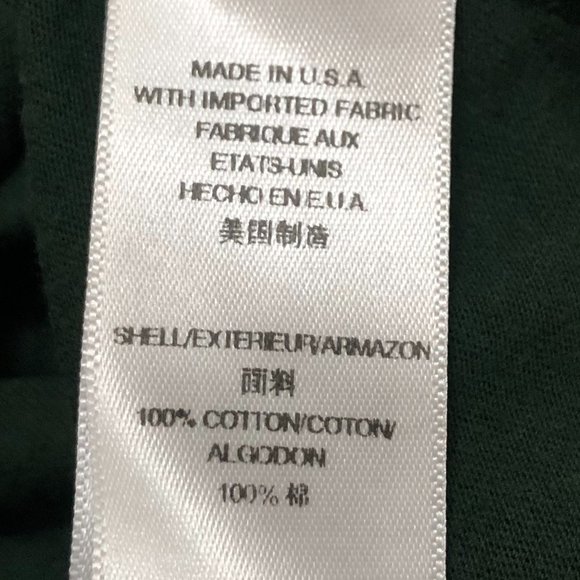 MADE IN U.S.A.
WITH IMPORTED FABRIC
FABRIQUE AUX
ETATS-UNIS
HECHO EN E.U.A.
美国制造
SHELL/EXTERIEUR/ARMAZON
面料
100% COTTON/COTON/
ALGODON
100% 棉